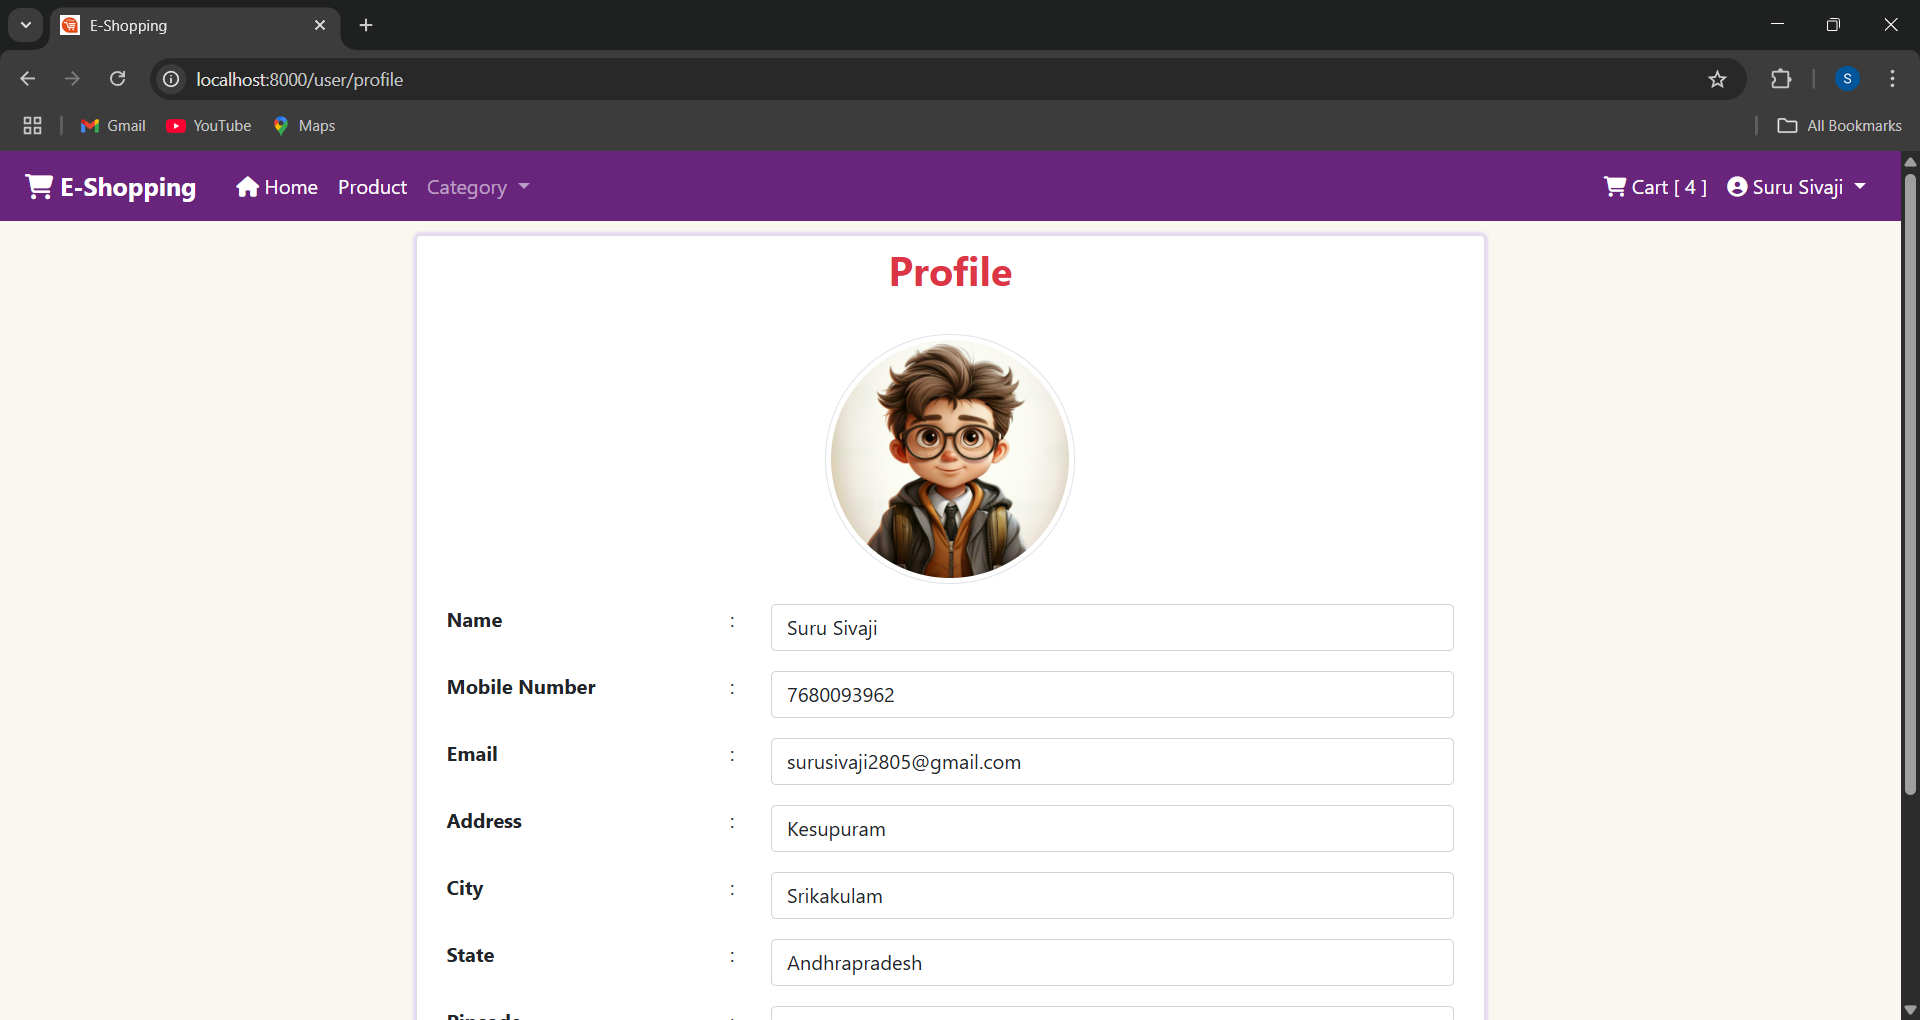 E-Shopping
localhost:8000/user/profile
S
Gmail YouTube Maps All Bookmarks
E-Shopping Home Product Category Cart [ 4 ] Suru Sivaji
Profile
Name : Suru Sivaji
Mobile Number : 7680093962
Email : surusivaji2805@gmail.com
Address : Kesupuram
City : Srikakulam
State : Andhrapradesh